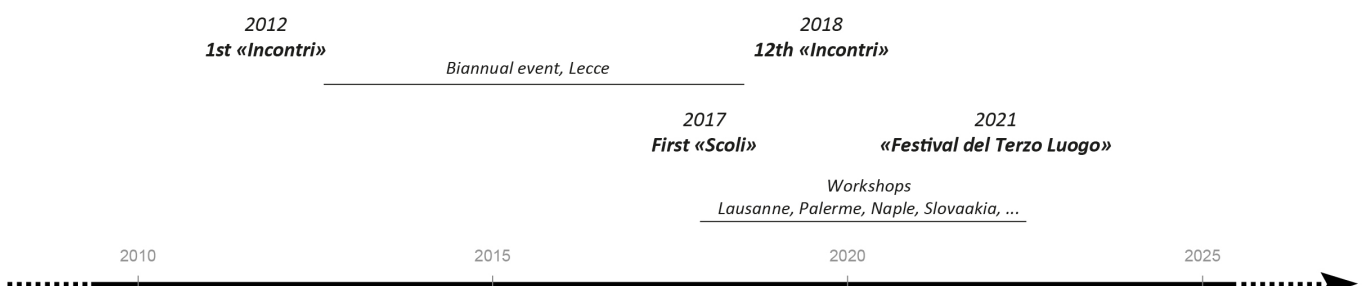 2012
1st «Incontri»
2018
12th «Incontri»
Biannual event, Lecce
2017
First «Scoli»
2021
«Festival del Terzo Luogo»
Workshops
Lausanne, Palerme, Naple, Slovaakia, ...
2010
2015
2020
2025